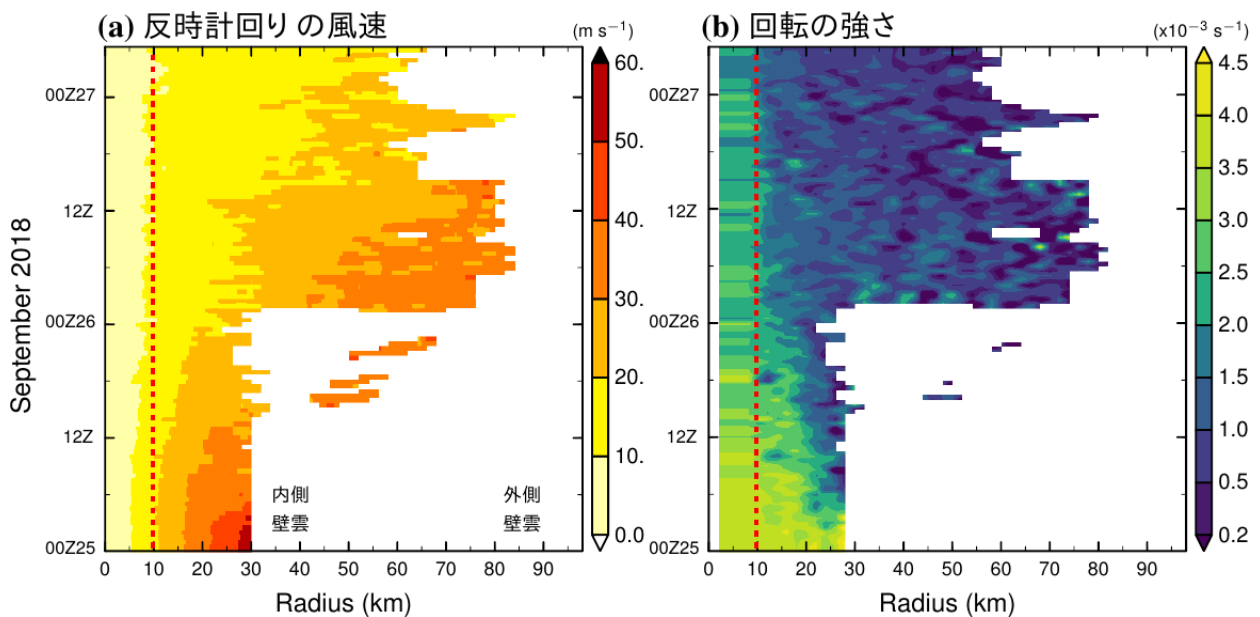 (a) 反時計回りの風速
(m s⁻¹)
(b) 回転の強さ
(x10⁻³ s⁻¹)
September 2018
00Z27
12Z
00Z26
12Z
00Z25
内側
壁雲
外側
壁雲
0 10 20 30 40 50 60 70 80 90
Radius (km)
60.
50.
40.
30.
20.
10.
0.0
00Z27
12Z
00Z26
12Z
00Z25
0 10 20 30 40 50 60 70 80 90
Radius (km)
4.5
4.0
3.5
3.0
2.5
2.0
1.5
1.0
0.5
0.2